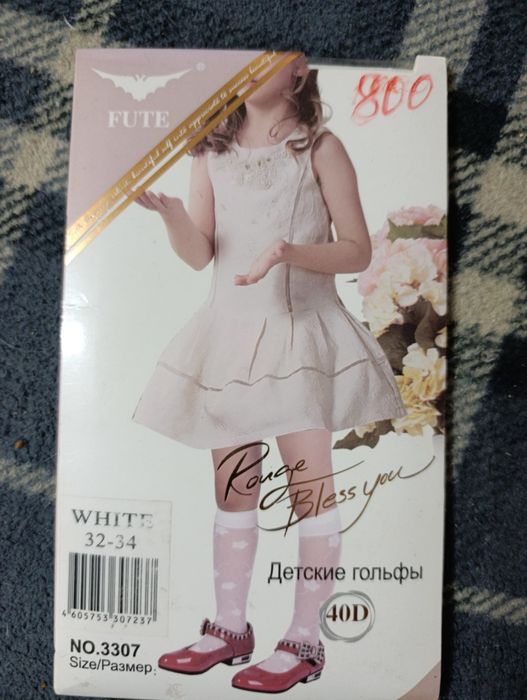 800
®
FUTE
Rouge
Bless you
WHITE
32-34
Детские гольфы
40D
4 605753 307237
NO.3307
Size/Размер: